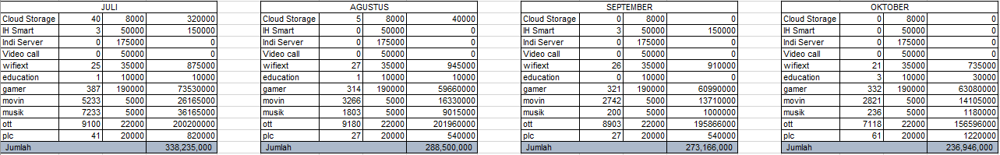 JULI
Cloud Storage 40 8000 320000
IH Smart 3 50000 150000
Indi Server 0 175000 0
Video call 0 50000 0
wifiext 25 35000 875000
education 1 10000 10000
gamer 387 190000 73530000
movin 5233 5000 26165000
musik 7233 5000 36165000
ott 9100 22000 200200000
plc 41 20000 820000
Jumlah 338,235,000
AGUSTUS
Cloud Storage 5 8000 40000
IH Smart 0 50000 0
Indi Server 0 175000 0
Video call 0 50000 0
wifiext 27 35000 945000
education 1 10000 10000
gamer 314 190000 59660000
movin 3266 5000 16330000
musik 1803 5000 9015000
ott 9180 22000 201960000
plc 27 20000 540000
Jumlah 288,500,000
SEPTEMBER
Cloud Storage 0 8000 0
IH Smart 3 50000 150000
Indi Server 0 175000 0
Video call 0 50000 0
wifiext 26 35000 910000
education 0 10000 0
gamer 321 190000 60990000
movin 2742 5000 13710000
musik 200 5000 1000000
ott 8903 22000 195866000
plc 27 20000 540000
Jumlah 273,166,000
OKTOBER
Cloud Storage 0 8000 0
IH Smart 0 50000 0
Indi Server 0 175000 0
Video call 0 50000 0
wifiext 21 35000 735000
education 3 10000 30000
gamer 332 190000 63080000
movin 2821 5000 14105000
musik 236 5000 1180000
ott 7118 22000 156596000
plc 61 20000 1220000
Jumlah 236,946,000